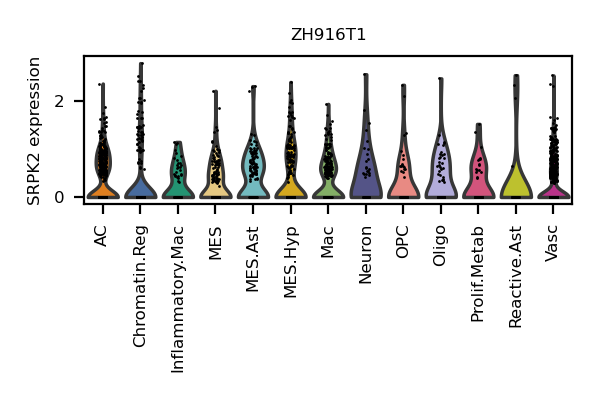 ZH916T1
SRPK2 expression
2
0
AC
Chromatin.Reg
Inflammatory.Mac
MES
MES.Ast
MES.Hyp
Mac
Neuron
OPC
Oligo
Prolif.Metab
Reactive.Ast
Vasc